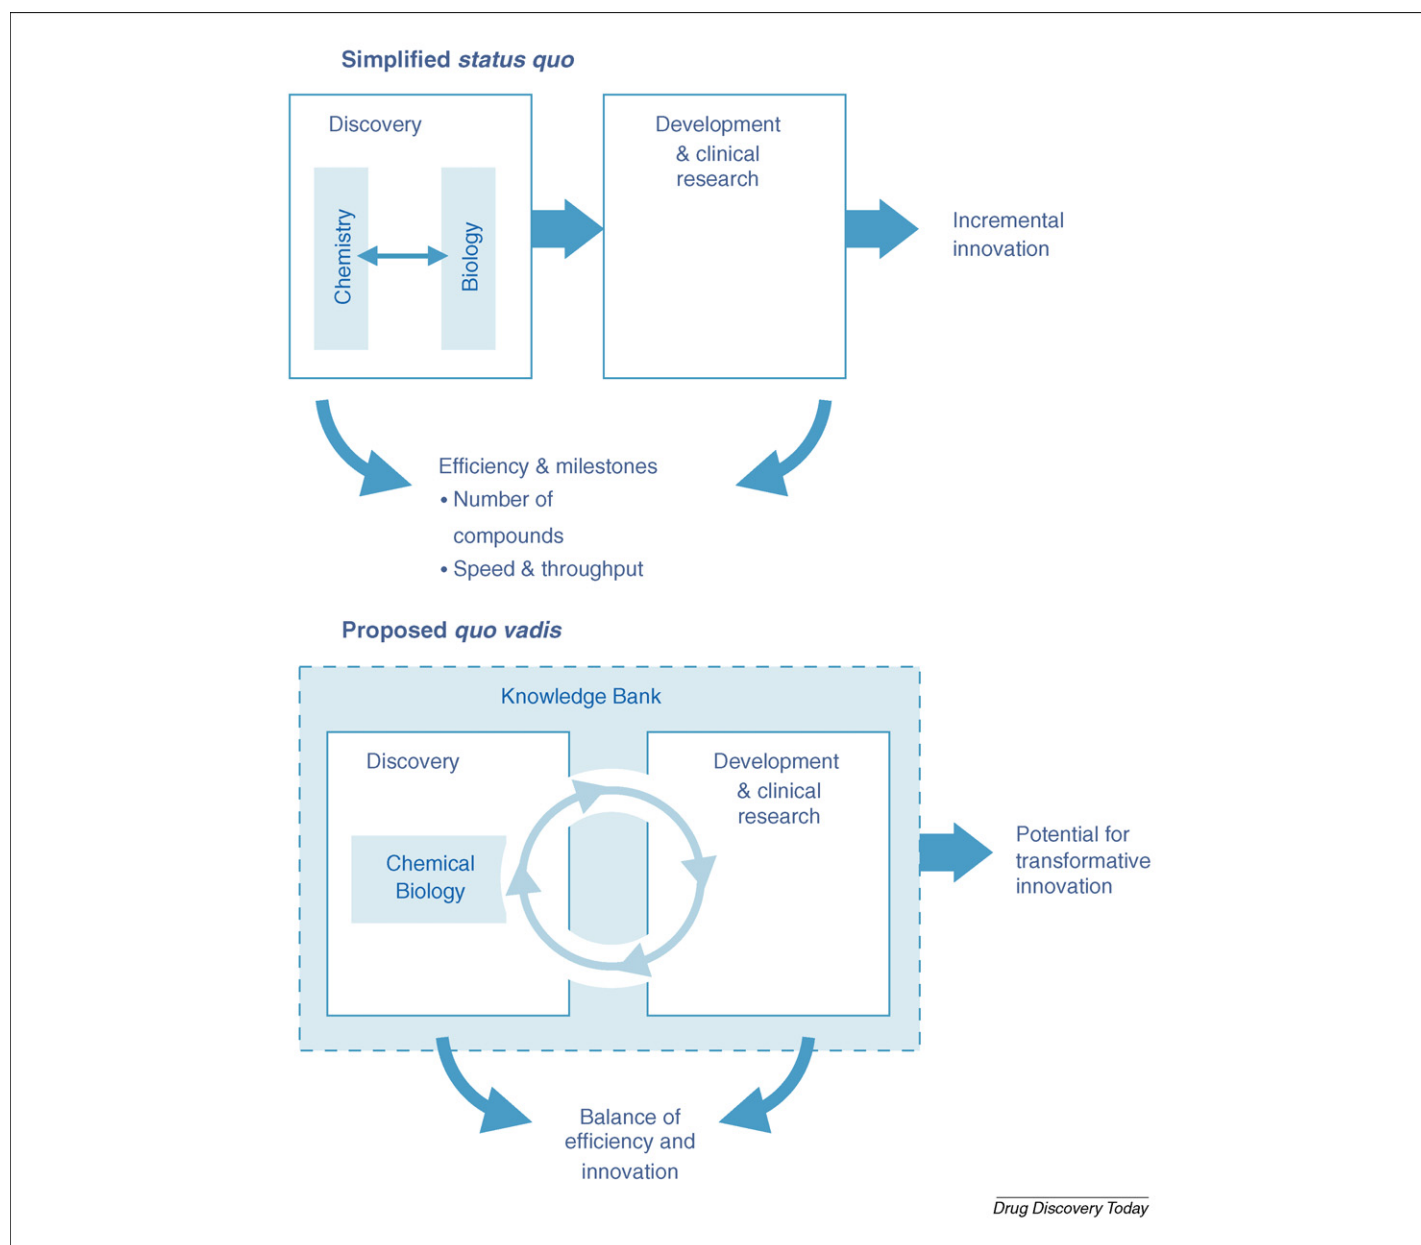 Simplified status quo
Discovery
Chemistry
Biology
Development
& clinical
research
Incremental
innovation
Efficiency & milestones
• Number of
compounds
• Speed & throughput
Proposed quo vadis
Knowledge Bank
Discovery
Chemical
Biology
Development
& clinical
research
Potential for
transformative
innovation
Balance of
efficiency and
innovation
Drug Discovery Today